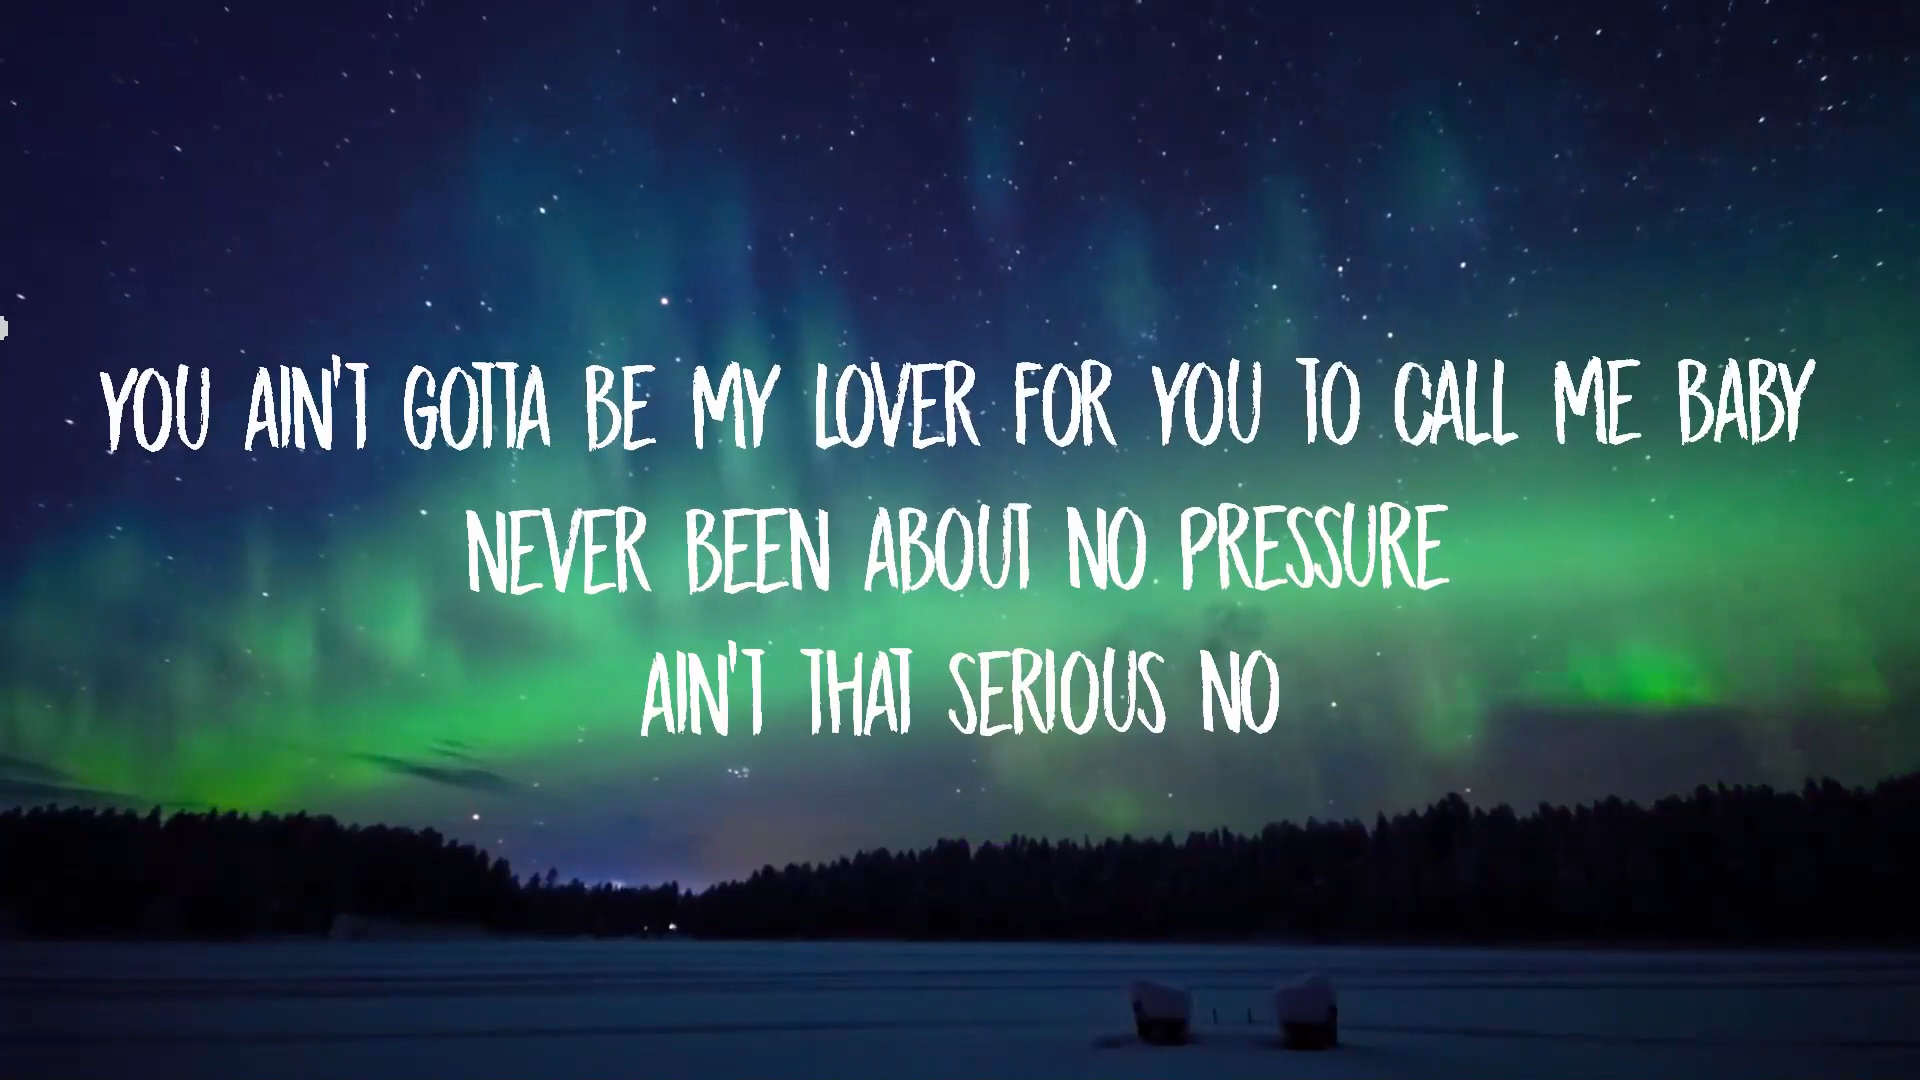 YOU AIN'T GOTTA BE MY LOVER FOR YOU TO CALL ME BABY
NEVER BEEN ABOUT NO PRESSURE
AIN'T THAT SERIOUS NO